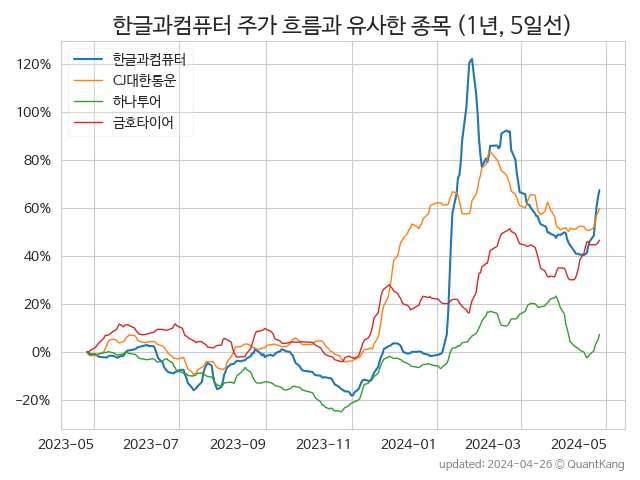 한글과컴퓨터 주가 흐름과 유사한 종목 (1년, 5일선)
한글과컴퓨터
CJ대한통운
하나투어
금호타이어
120%
100%
80%
60%
40%
20%
0%
−20%
2023-05 2023-07 2023-09 2023-11 2024-01 2024-03 2024-05
updated: 2024-04-26 © QuantKang